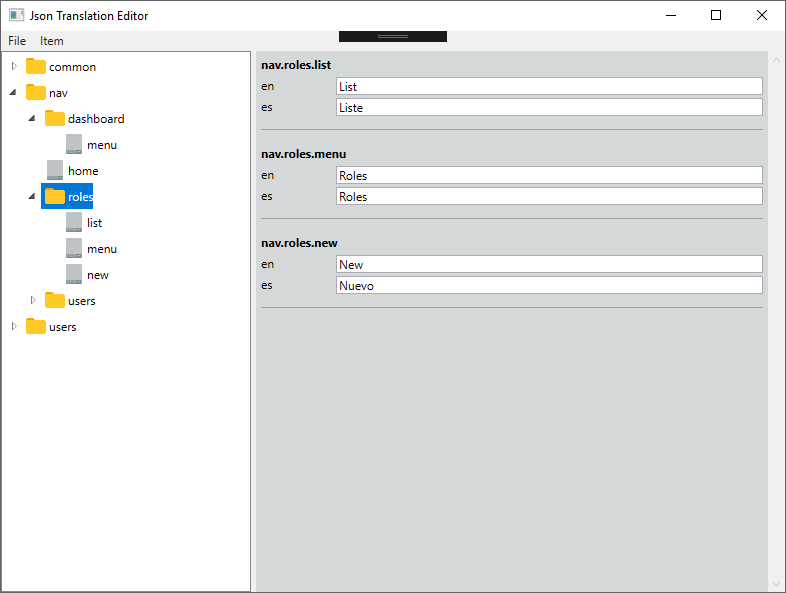 Json Translation Editor
File Item
common
nav
dashboard
menu
home
roles
list
menu
new
users
users
nav.roles.list
en List
es Liste
nav.roles.menu
en Roles
es Roles
nav.roles.new
en New
es Nuevo